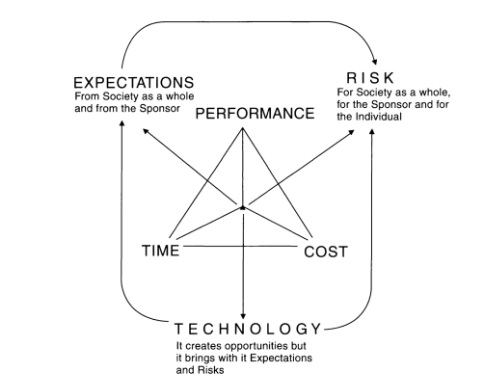 EXPECTATIONS
From Society as a whole
and from the Sponsor
RISK
For Society as a whole,
for the Sponsor and for
the Individual
PERFORMANCE
TIME
COST
TECHNOLOGY
It creates opportunities but
it brings with it Expectations
and Risks